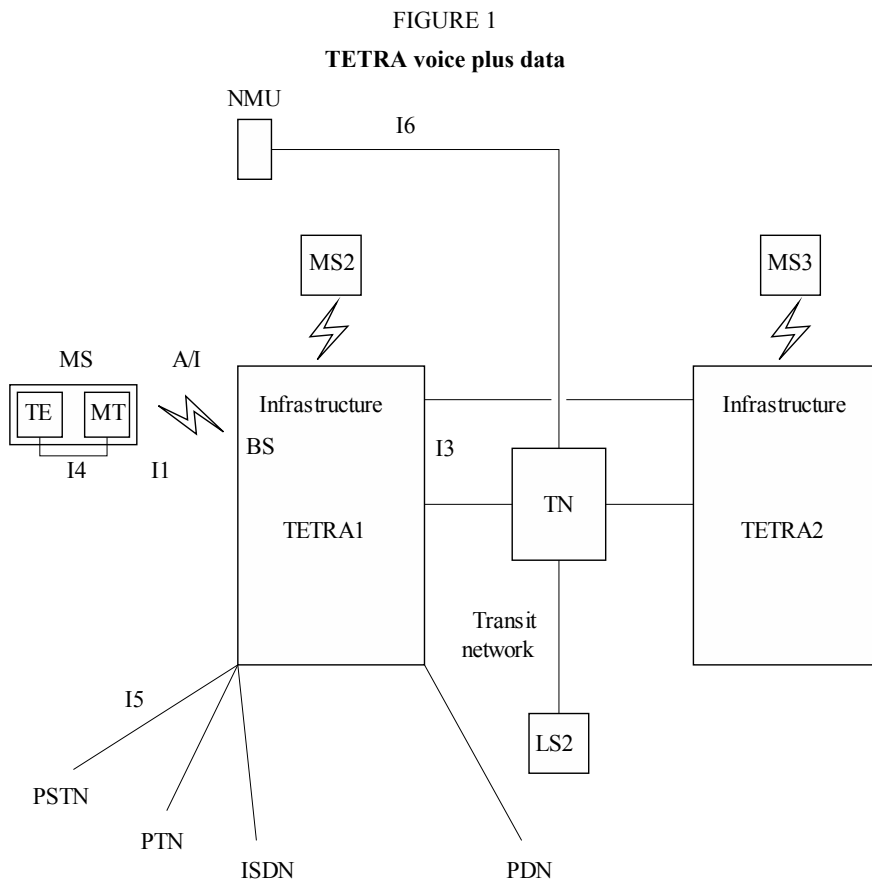 FIGURE 1
TETRA voice plus data
NMU
I6
MS2
MS3
MS
A/I
TE
MT
Infrastructure
Infrastructure
BS
I3
I4
I1
TN
TETRA1
TETRA2
Transit
network
I5
LS2
PSTN
PTN
ISDN
PDN